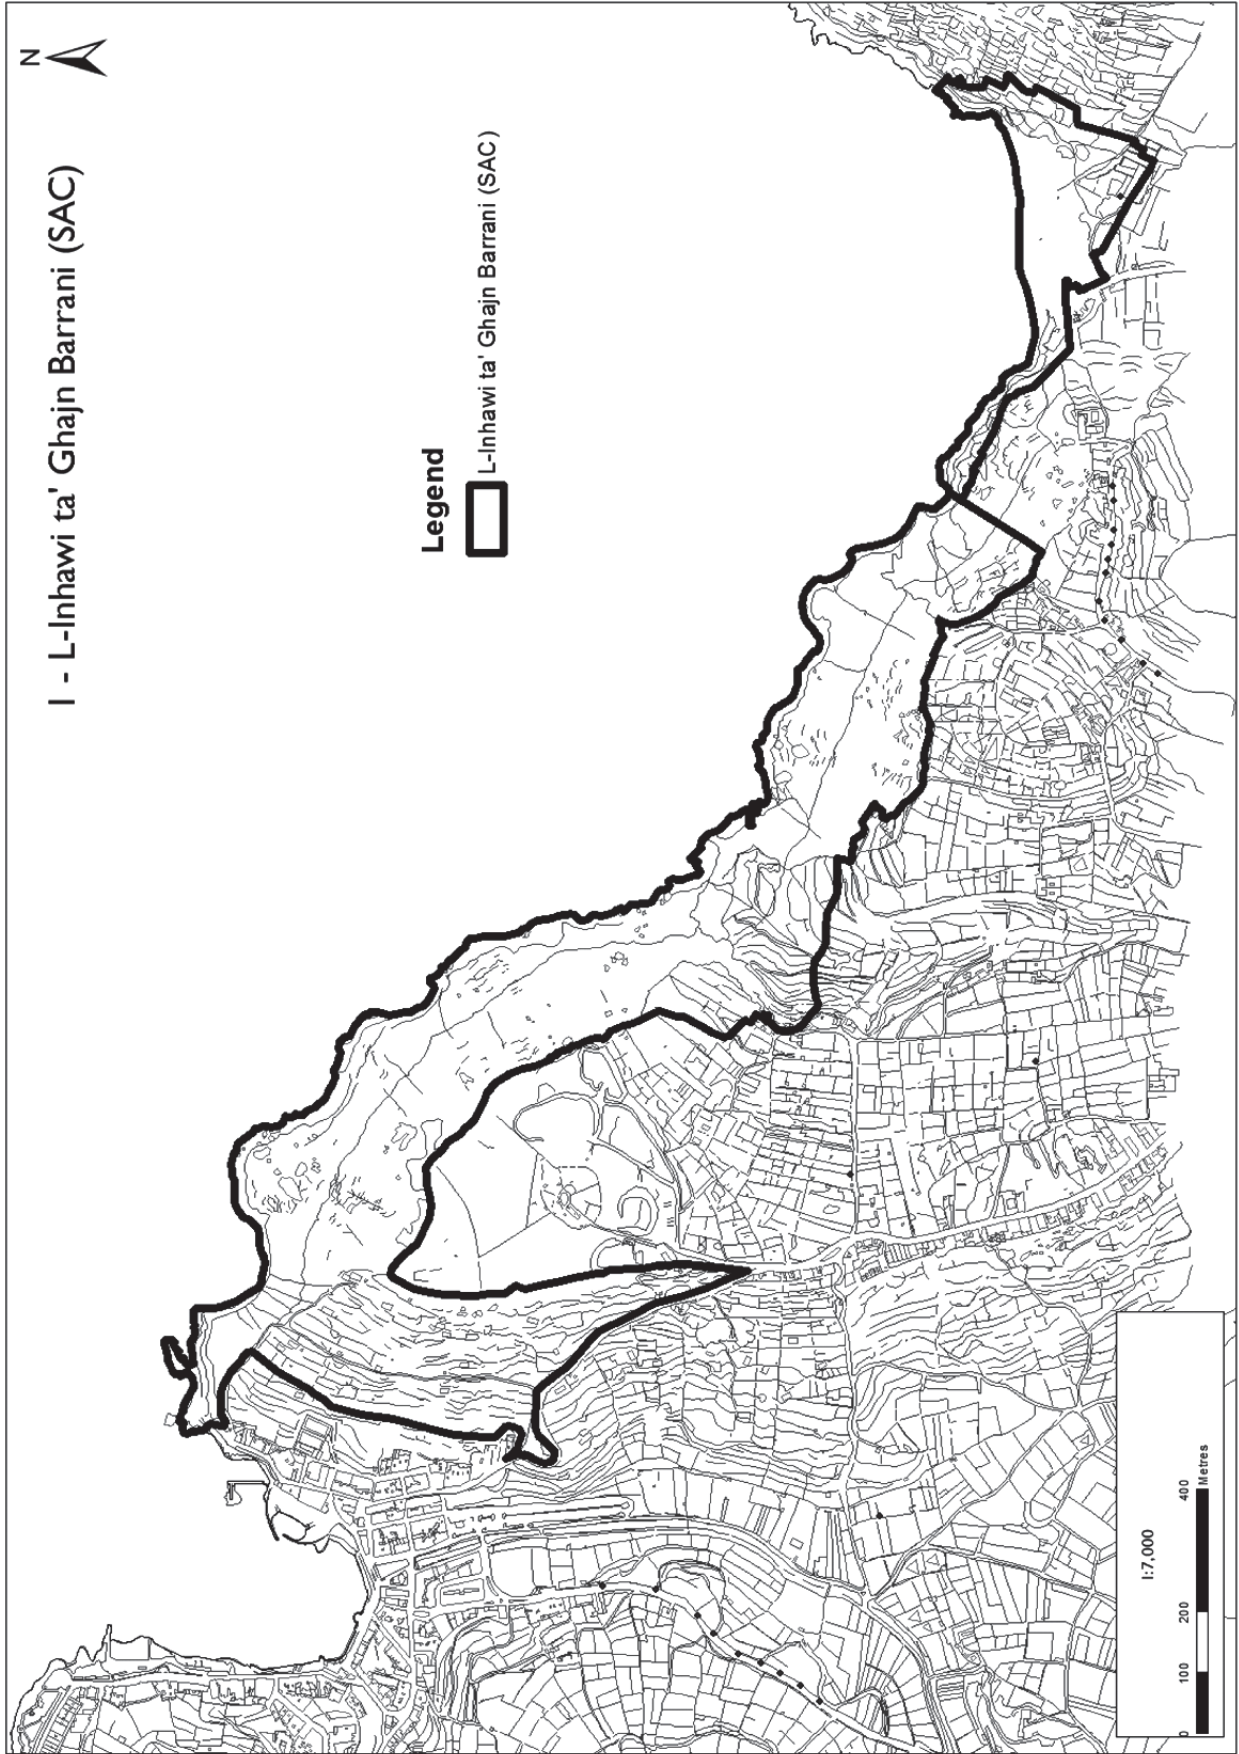 1 - L-Inhawi ta' Ghajn Barrani (SAC)
N
Legend
L-Inhawi ta' Ghajn Barrani (SAC)
1:7,000
0 100 200 400
Metres